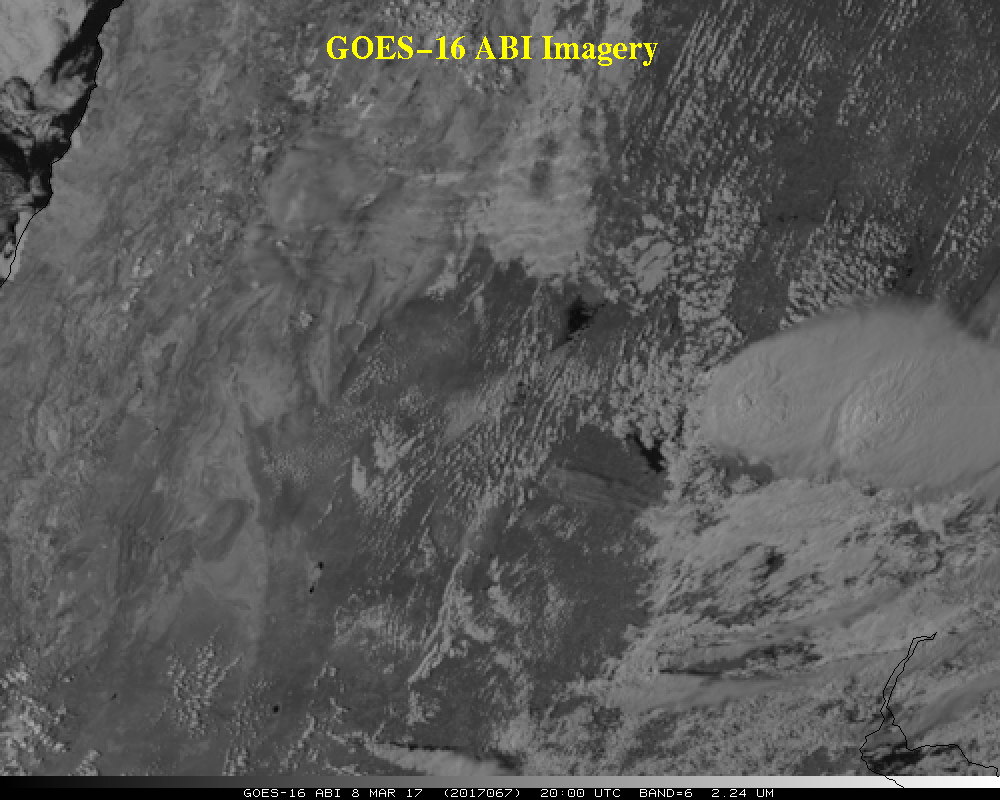 GOES-16 ABI Imagery
GOES-16 ABI 8 MAR 17 (2017067) 20:00 UTC BAND=6 2.24 UM